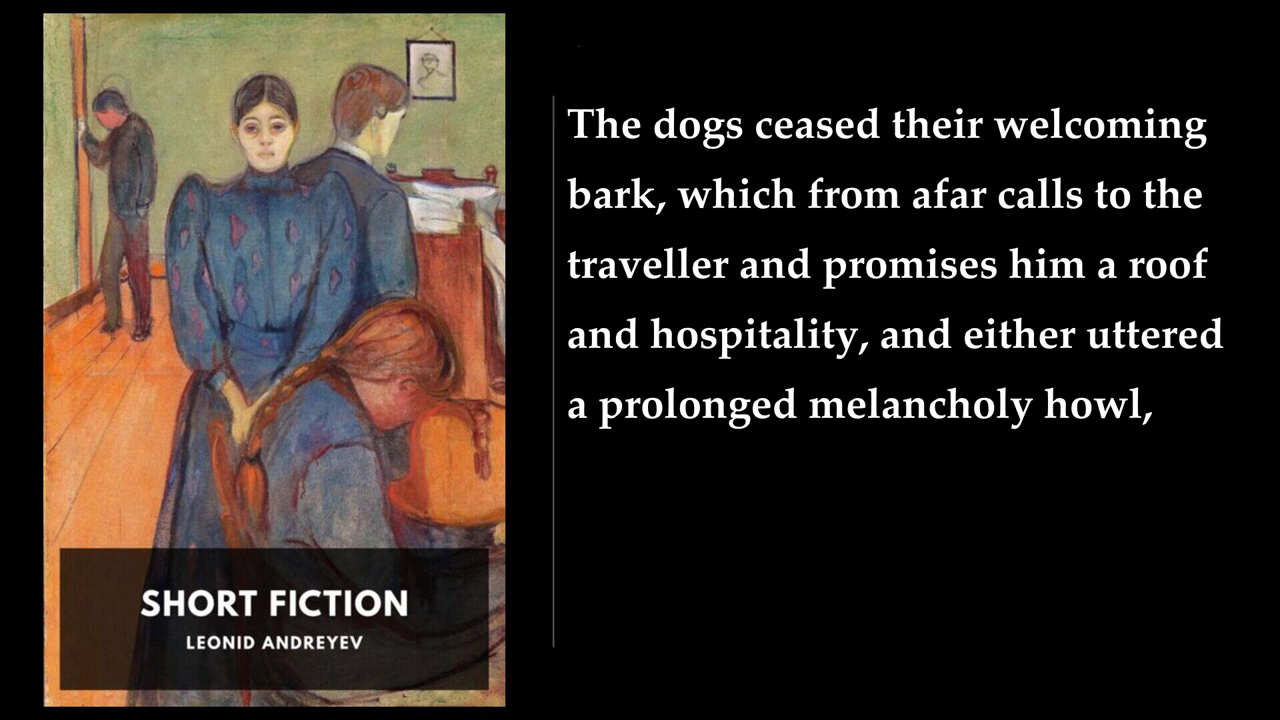 SHORT FICTION
LEONID ANDREYEV
The dogs ceased their welcoming
bark, which from afar calls to the
traveller and promises him a roof
and hospitality, and either uttered
a prolonged melancholy howl,